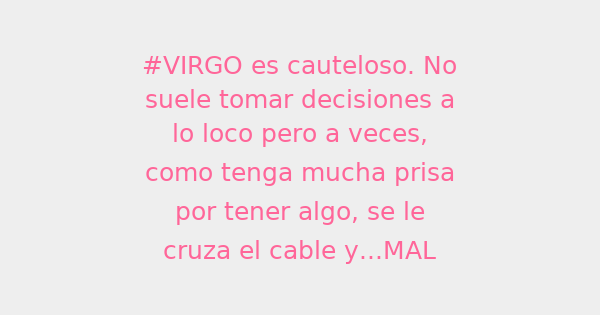 #VIRGO es cauteloso. No
suele tomar decisiones a
lo loco pero a veces,
como tenga mucha prisa
por tener algo, se le
cruza el cable y...MAL